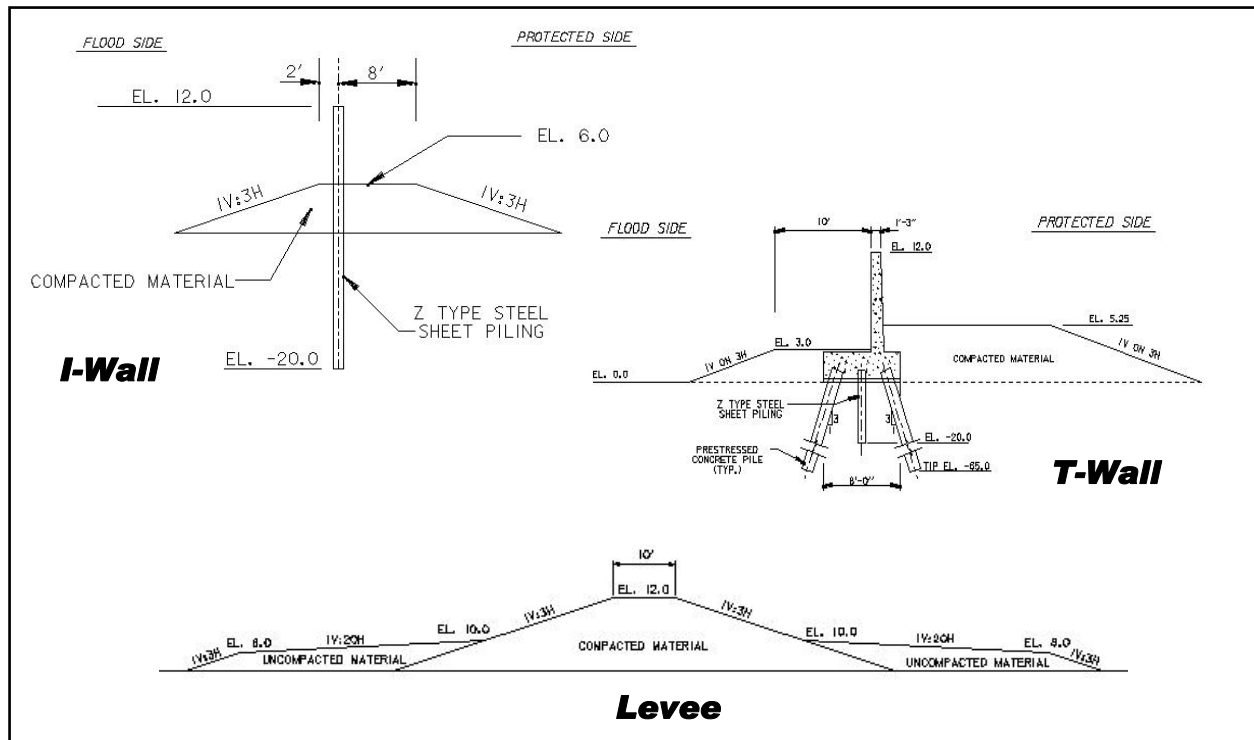 FLOOD SIDE
PROTECTED SIDE
2'
8'
EL. 12.0
EL. 6.0
1V:3H
1V:3H
COMPACTED MATERIAL
Z TYPE STEEL
SHEET PILING
EL. -20.0
I-Wall
FLOOD SIDE
PROTECTED SIDE
10'
1'-3"
EL. 12.0
EL. 5.25
EL. 3.0
1V ON 3H
COMPACTED MATERIAL
1V ON 3H
EL. 0.0
Z TYPE STEEL
SHEET PILING
3
3
EL. -20.0
PRESTRESSED
CONCRETE PILE
(TYP.)
TIP EL. -65.0
8'-0"
T-Wall
10'
EL. 12.0
1V:3H
1V:3H
EL. 10.0
EL. 10.0
1V:20H
1V:20H
EL. 8.0
1V:3H
1V:3H
UNCOMPACTED MATERIAL
COMPACTED MATERIAL
UNCOMPACTED MATERIAL
Levee